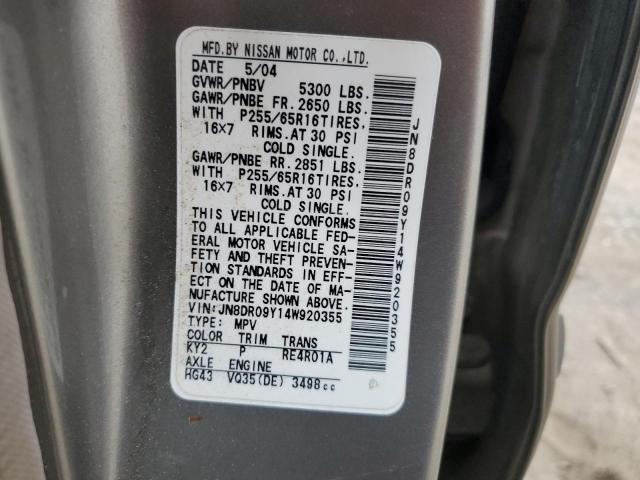 MFD.BY NISSAN MOTOR CO.,LTD.
DATE 5/04
GVWR/PNBV 5300 LBS.
GAWR/PNBE FR. 2650 LBS.
WITH P255/65R16TIRES.
16X7 RIMS.AT 30 PSI
COLD SINGLE.
GAWR/PNBE RR. 2851 LBS.
WITH P255/65R16TIRES.
16X7 RIMS.AT 30 PSI
COLD SINGLE.
THIS VEHICLE CONFORMS
TO ALL APPLICABLE FED-
ERAL MOTOR VEHICLE SA-
FETY AND THEFT PREVEN-
TION STANDARDS IN EFF-
ECT ON THE DATE OF MA-
NUFACTURE SHOWN ABOVE.
VIN:JN8DR09Y14W920355
TYPE: MPV
COLOR TRIM TRANS
KY2 P RE4R01A
AXLE ENGINE
HG43 VQ35(DE) 3498cc
JN8DR09Y14W920355